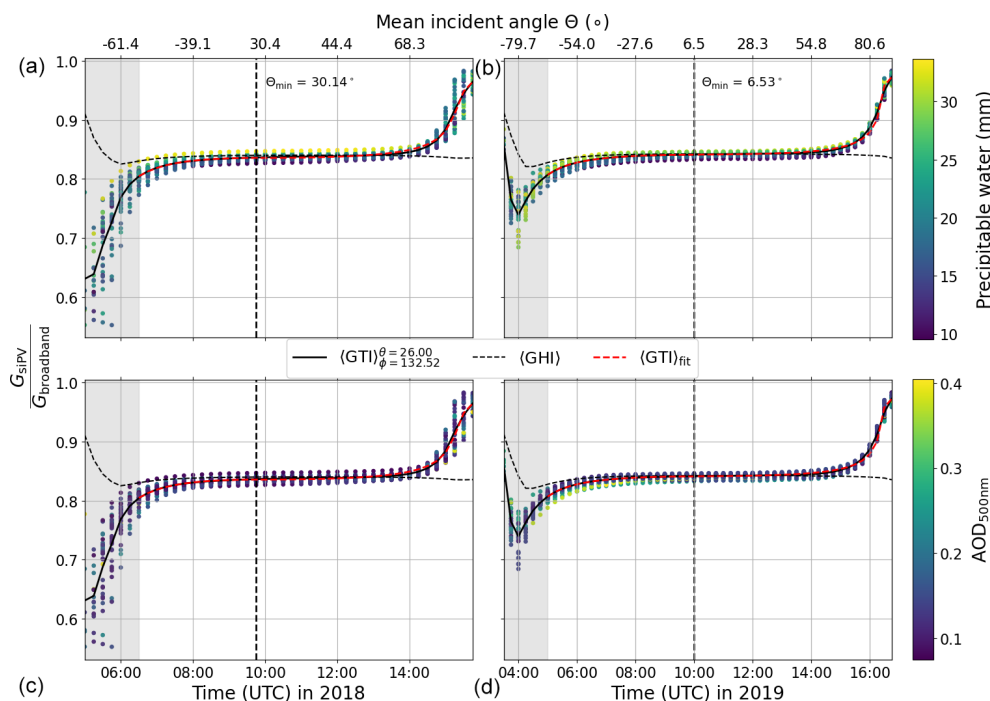 Mean incident angle Θ (∘)
-61.4 -39.1 30.4 44.4 68.3 -79.7 -54.0 -27.6 6.5 28.3 54.8 80.6
(a) (b)
Θmin = 30.14° Θmin = 6.53°
1.0
0.9
0.8
0.7
0.6
30
20
15
10
Precipitable water (mm)
GsiPV
Gbroadband
⟨GTI⟩ θ = 26.00 ϕ = 132.52 ⟨GHI⟩ ⟨GTI⟩fit
1.0
0.9
0.8
0.7
0.6
0.4
0.3
0.2
0.1
AOD500nm
06:00 08:00 10:00 12:00 14:00 04:00 06:00 08:00 10:00 12:00 14:00 16:00
(c) Time (UTC) in 2018 (d) Time (UTC) in 2019